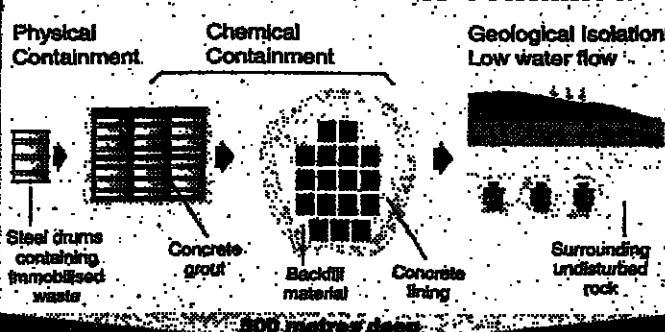 Physical
Containment
Chemical
Containment
Geological Isolation
Low water flow
Steel drums
containing
immobilised
waste
Concrete
grout
Backfill
material
Concrete
lining
Surrounding
undisturbed
rock
metres deep